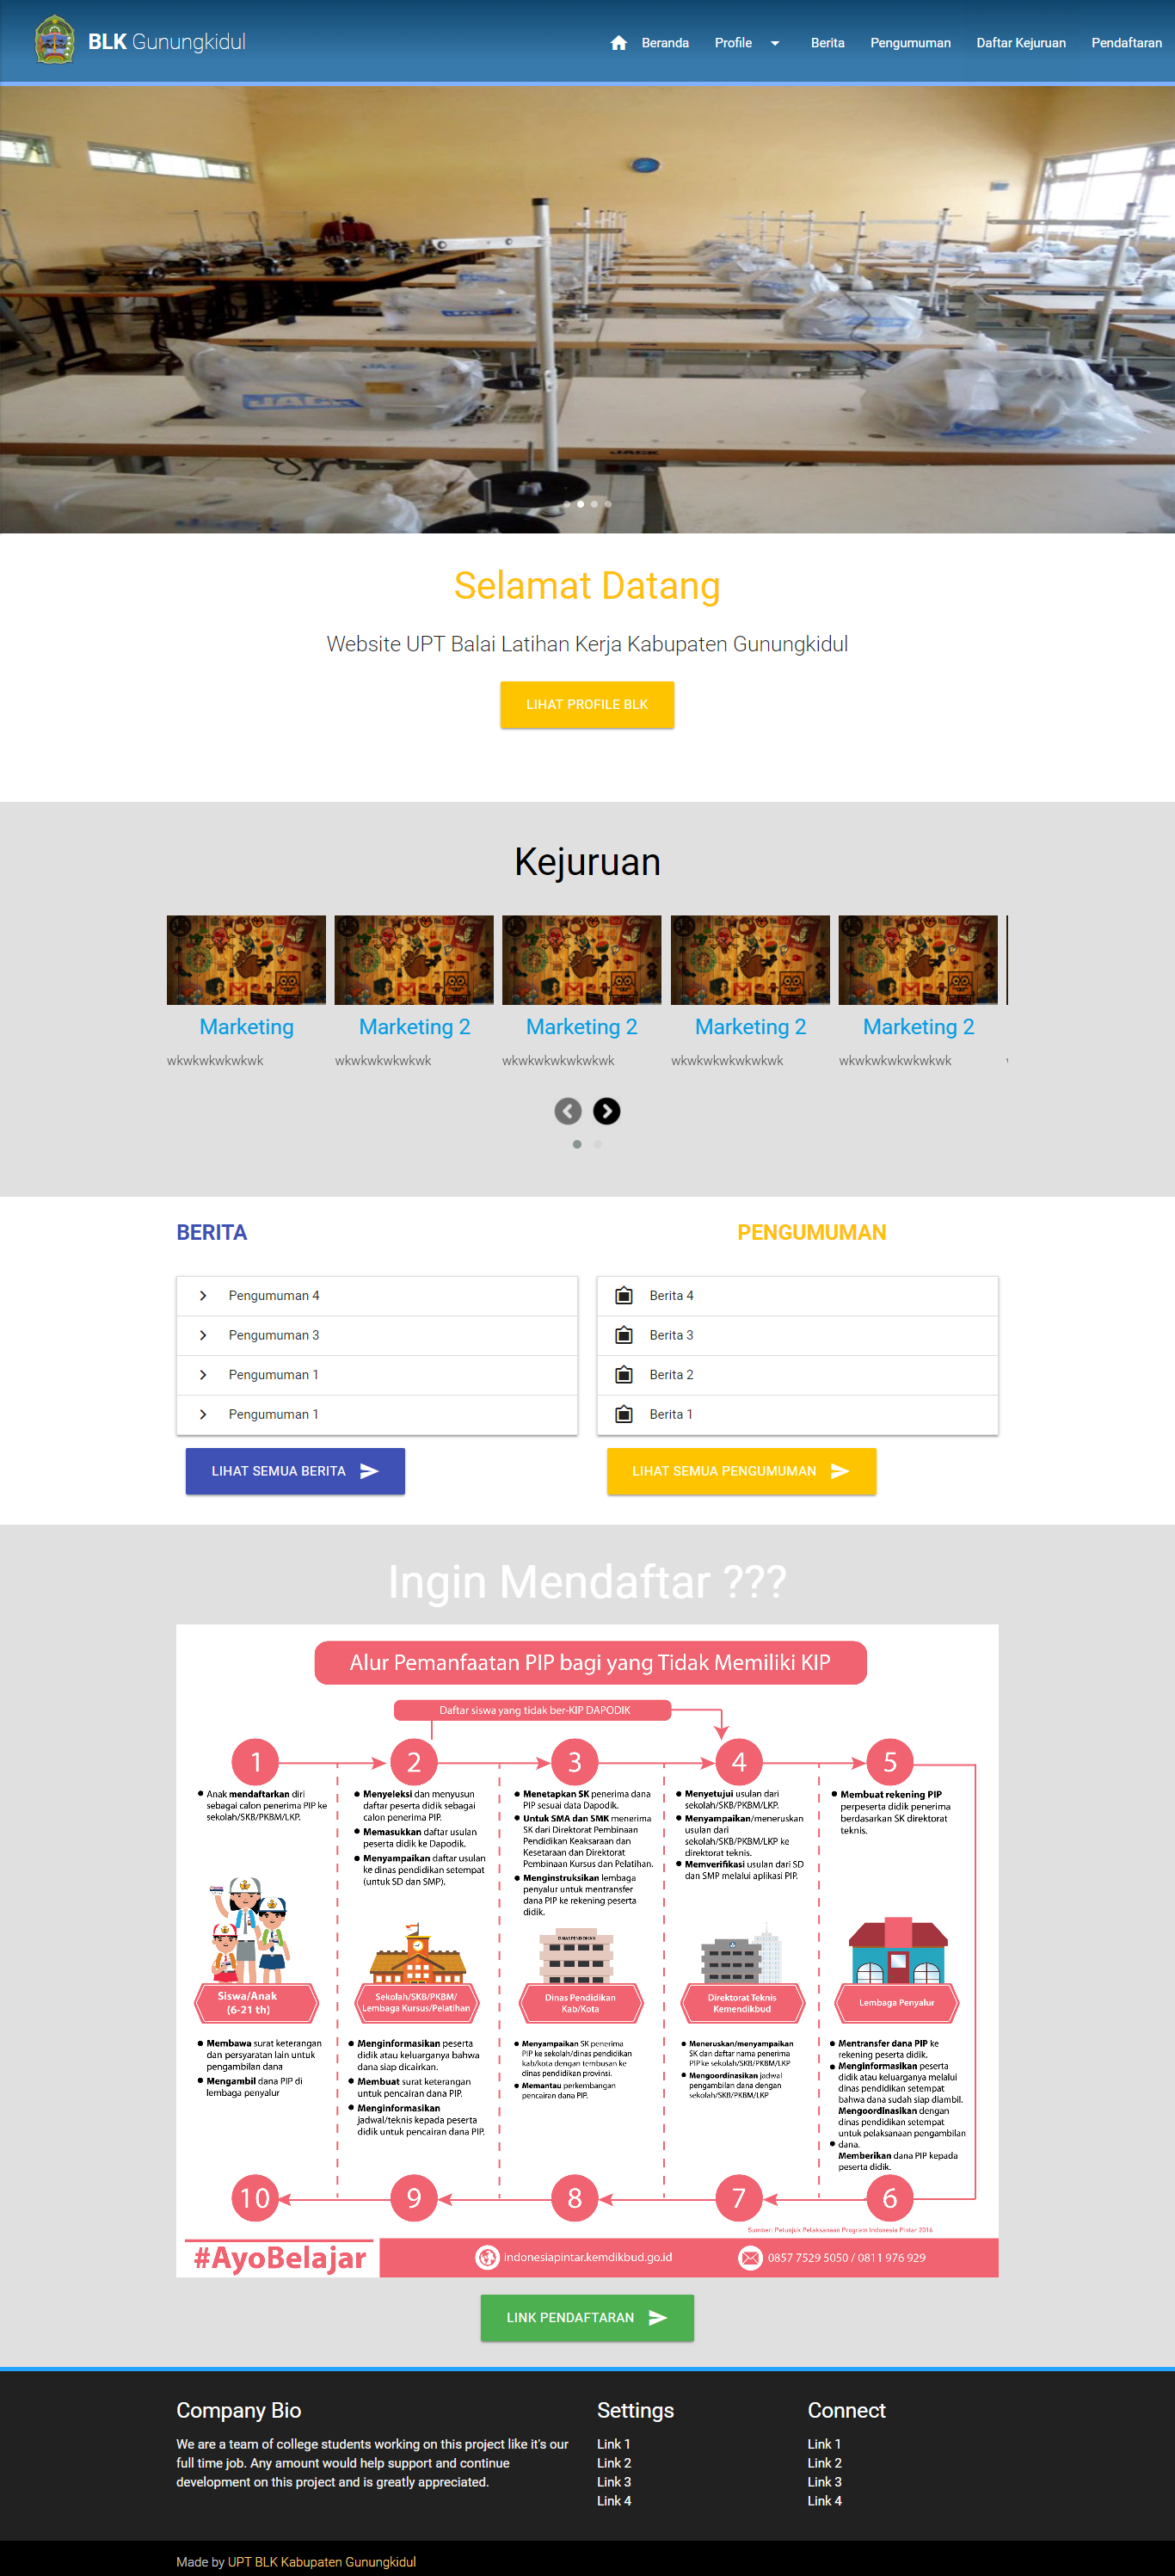 BLK Gunungkidul
Beranda
Profile
Berita
Pengumuman
Daftar Kejuruan
Pendaftaran
JACK
JACK
Selamat Datang
Website UPT Balai Latihan Kerja Kabupaten Gunungkidul
LIHAT PROFILE BLK
Kejuruan
Marketing
Marketing 2
Marketing 2
Marketing 2
Marketing 2
wkwkwkwkwkwk
wkwkwkwkwkwk
wkwkwkwkwkwkwk
wkwkwkwkwkwkwk
wkwkwkwkwkwkwk
BERITA
Pengumuman 4
Pengumuman 3
Pengumuman 1
Pengumuman 1
LIHAT SEMUA BERITA
PENGUMUMAN
Berita 4
Berita 3
Berita 2
Berita 1
LIHAT SEMUA PENGUMUMAN
Ingin Mendaftar ???
Alur Pemanfaatan PIP bagi yang Tidak Memiliki KIP
Daftar siswa yang tidak ber-KIP DAPODIK
1
Anak mendaftarkan diri
sebagai calon penerima PIP ke
sekolah/SKB/PKBM/LKP.
2
Menyeleksi dan menyusun
daftar peserta didik sebagai
calon penerima PIP.
Memasukkan daftar usulan
peserta didik ke Dapodik.
Menyampaikan daftar usulan
ke dinas pendidikan setempat
(untuk SD dan SMP).
3
Menetapkan SK penerima dana
PIP sesuai data Dapodik.
Untuk SMA dan SMK menerima
SK dari Direktorat Pembinaan
Pendidikan Keaksaraan dan
Kesetaraan dan Direktorat
Pembinaan Kursus dan Pelatihan.
Menginstruksikan lembaga
penyalur untuk mentransfer
dana PIP ke rekening peserta
didik.
4
Menyetujui usulan dari
sekolah/SKB/PKBM/LKP.
Menyampaikan/meneruskan
usulan dari
sekolah/SKB/PKBM/LKP ke
direktorat teknis.
Memverifikasi usulan dari SD
dan SMP melalui aplikasi PIP.
5
Membuat rekening PIP
perpeserta didik penerima
berdasarkan SK direktorat
teknis.
DINAS PENDIDIKAN
Siswa/Anak
(6-21 th)
Sekolah/SKB/PKBM/
Lembaga Kursus/Pelatihan
Dinas Pendidikan
Kab/Kota
Direktorat Teknis
Kemendikbud
Lembaga Penyalur
Membawa surat keterangan
dan persyaratan lain untuk
pengambilan dana
Mengambil dana PIP di
lembaga penyalur
Menginformasikan peserta
didik atau keluarganya bahwa
dana siap dicairkan.
Membuat surat keterangan
untuk pencairan dana PIP.
Menginformasikan
jadwal/teknis kepada peserta
didik untuk pencairan dana PIP.
Menyampaikan SK penerima
PIP ke sekolah/dinas pendidikan
kab/kota dengan tembusan ke
dinas pendidikan provinsi.
Memantau perkembangan
pencairan dana PIP.
Meneruskan/menyampaikan
SK dan daftar nama penerima
PIP ke sekolah/SKB/PKBM/LKP
Mengoordinasikan jadwal
pengambilan dana dengan
sekolah/SKB/PKBM/LKP
Mentransfer dana PIP ke
rekening peserta didik.
Menginformasikan peserta
didik atau keluarganya melalui
dinas pendidikan setempat
bahwa dana sudah siap diambil.
Mengoordinasikan dengan
dinas pendidikan setempat
untuk pelaksanaan pengambilan
dana.
Memberikan dana PIP kepada
peserta didik.
10
9
8
7
6
Sumber: Petunjuk Pelaksanaan Program Indonesia Pintar 2016
#AyoBelajar
indonesiapintar.kemdikbud.go.id
0857 7529 5050 / 0811 976 929
LINK PENDAFTARAN
Company Bio
We are a team of college students working on this project like it's our
full time job. Any amount would help support and continue
development on this project and is greatly appreciated.
Settings
Link 1
Link 2
Link 3
Link 4
Connect
Link 1
Link 2
Link 3
Link 4
Made by UPT BLK Kabupaten Gunungkidul